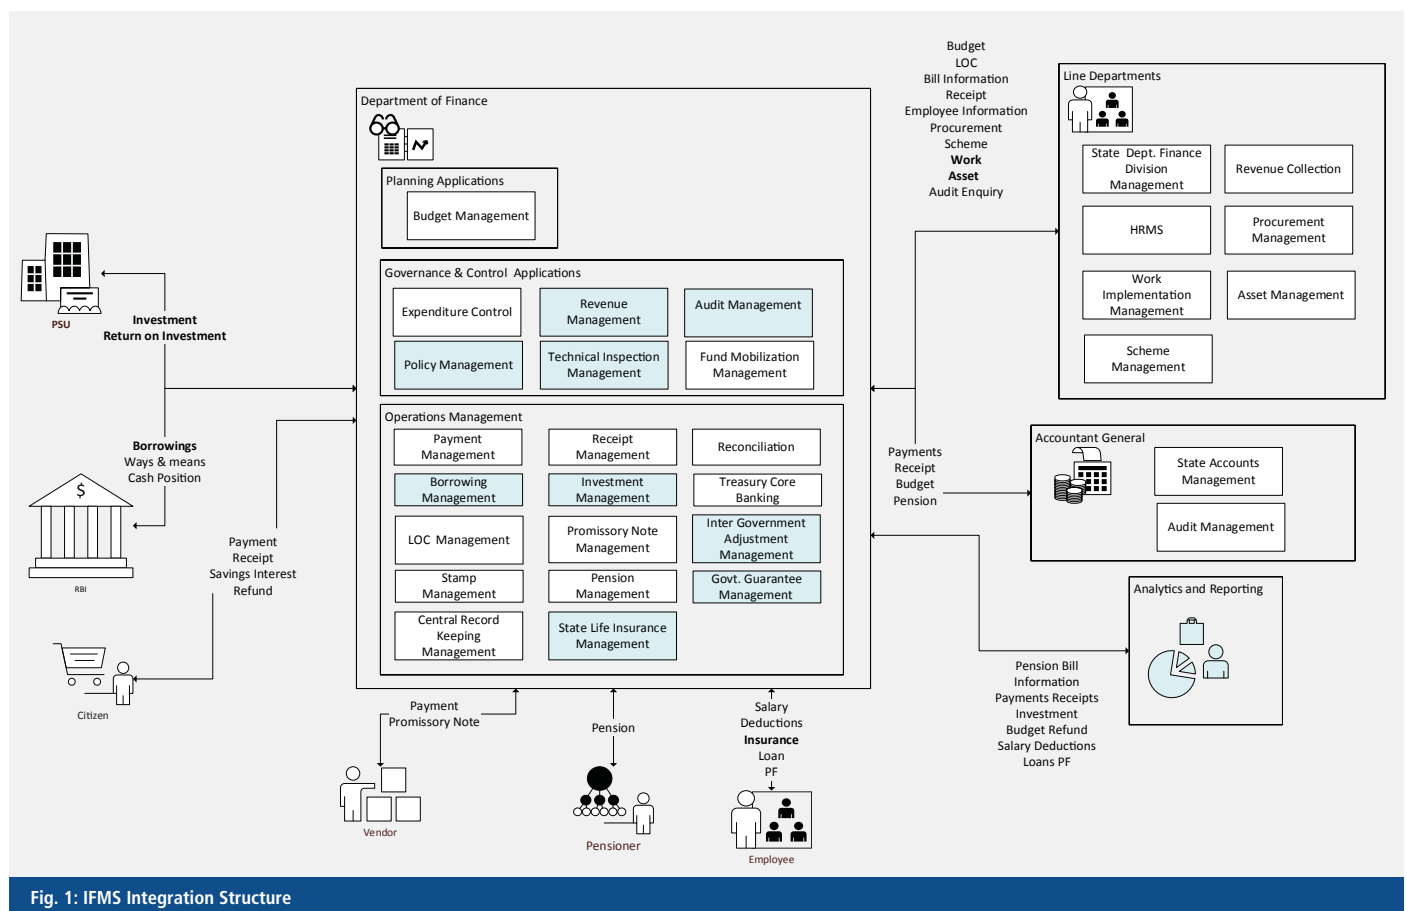 Budget
LOC
Bill Information
Receipt
Employee Information
Procurement
Scheme
Work
Asset
Audit Enquiry
Line Departments
State Dept. Finance
Division
Management
Revenue Collection
HRMS
Procurement
Management
Work
Implementation
Management
Asset Management
Scheme
Management
Department of Finance
Planning Applications
Budget Management
Governance & Control Applications
Expenditure Control
Revenue
Management
Audit Management
Policy Management
Technical Inspection
Management
Fund Mobilization
Management
Operations Management
Payment
Management
Receipt
Management
Reconciliation
Borrowing
Management
Investment
Management
Treasury Core
Banking
LOC Management
Promissory Note
Management
Inter Government
Adjustment
Management
Stamp
Management
Pension
Management
Govt. Guarantee
Management
Central Record
Keeping
Management
State Life Insurance
Management
PSU
Investment
Return on Investment
Borrowings
Ways & means
Cash Position
$
RBI
Payment
Receipt
Savings Interest
Refund
Citizen
Payments
Receipt
Budget
Pension
Accountant General
State Accounts
Management
Audit Management
Analytics and Reporting
Pension Bill
Information
Payments Receipts
Investment
Budget Refund
Salary Deductions
Loans PF
Payment
Promissory Note
Vendor
Pension
Pensioner
Salary
Deductions
Insurance
Loan
PF
Employee
Fig. 1: IFMS Integration Structure